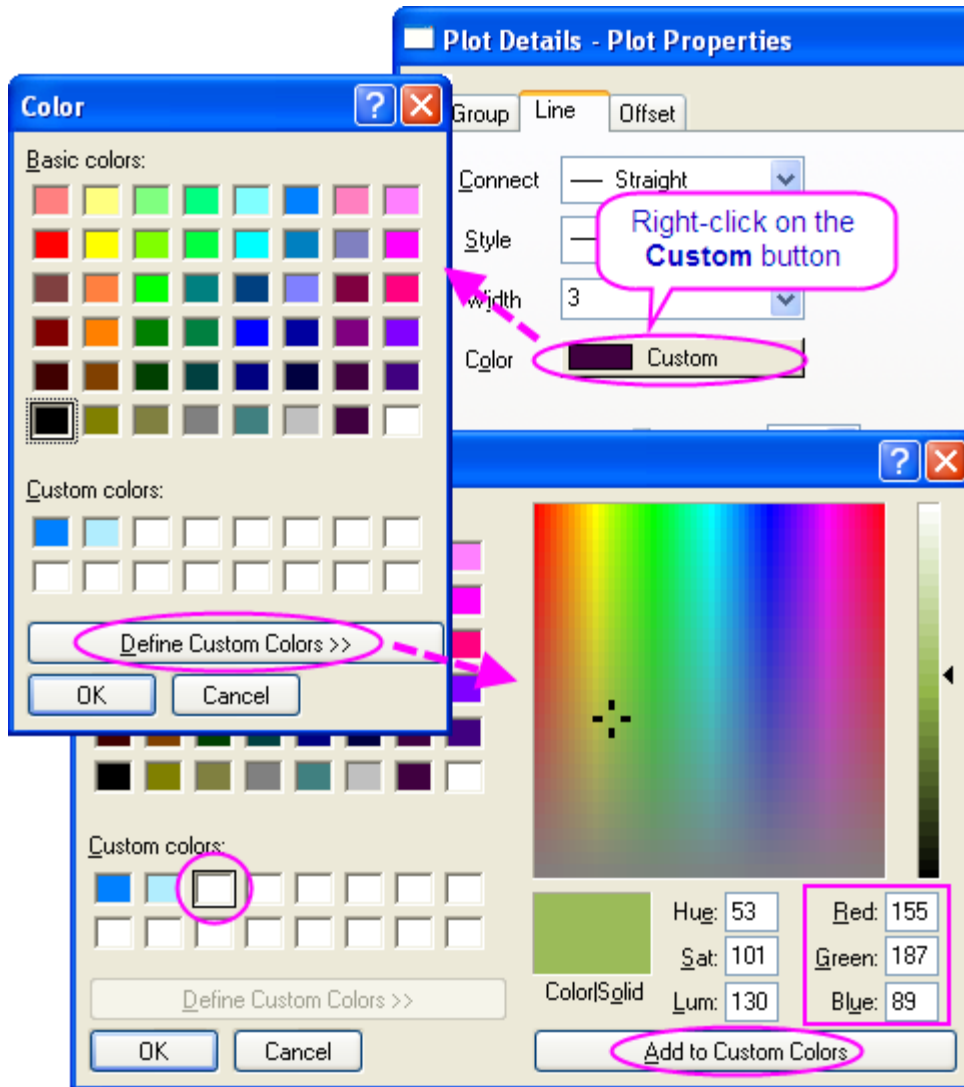 Plot Details - Plot Properties
Group
Line
Offset
Connect
Straight
Style
Width
3
Color
Custom
Right-click on the
Custom button
Color
Basic colors:
Custom colors:
Define Custom Colors >>
OK
Cancel
Custom colors:
Define Custom Colors >>
OK
Cancel
Color|Solid
Hue: 53
Sat: 101
Lum: 130
Red: 155
Green: 187
Blue: 89
Add to Custom Colors